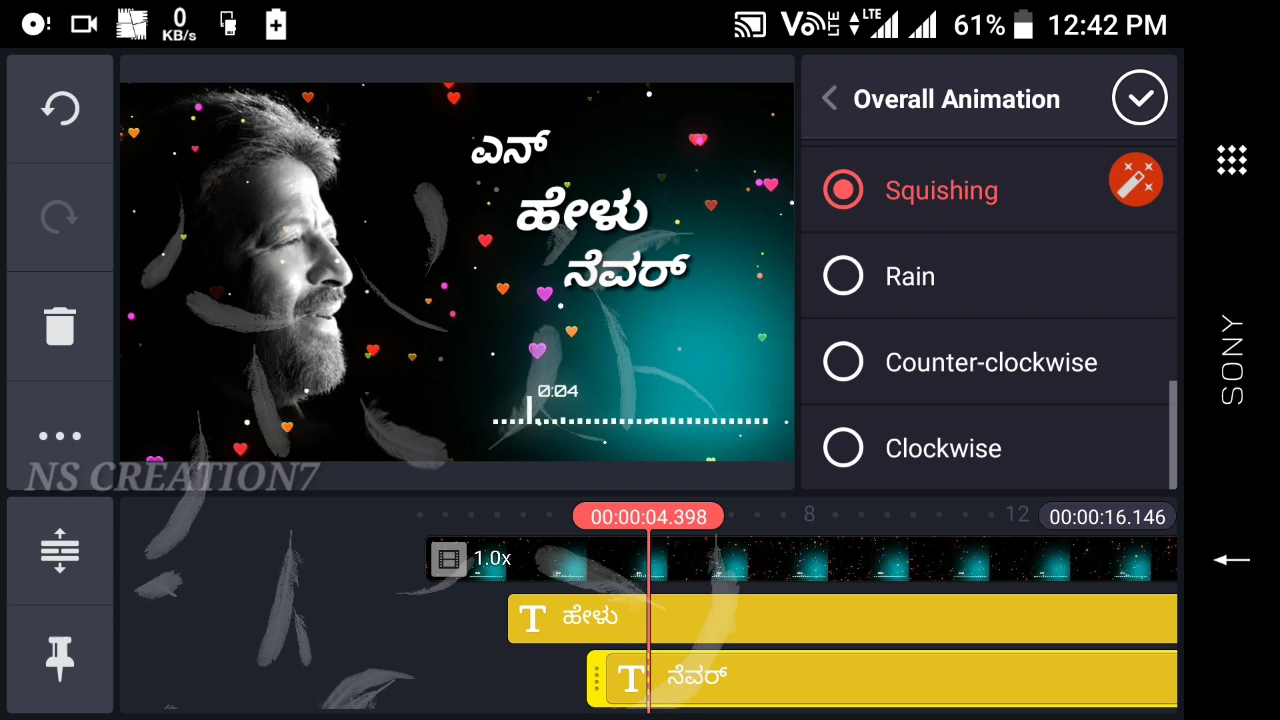 0
KB/s
LTE
LTE
61%
12:42 PM
Overall Animation
Squishing
Rain
Counter-clockwise
Clockwise
ಎನ್
ಹೇಳು
ನೆವರ್
0:04
NS CREATION7
00:00:04.398
8
12
00:00:16.146
1.0x
T ಹೇಳು
T ನೆವರ್
SONY